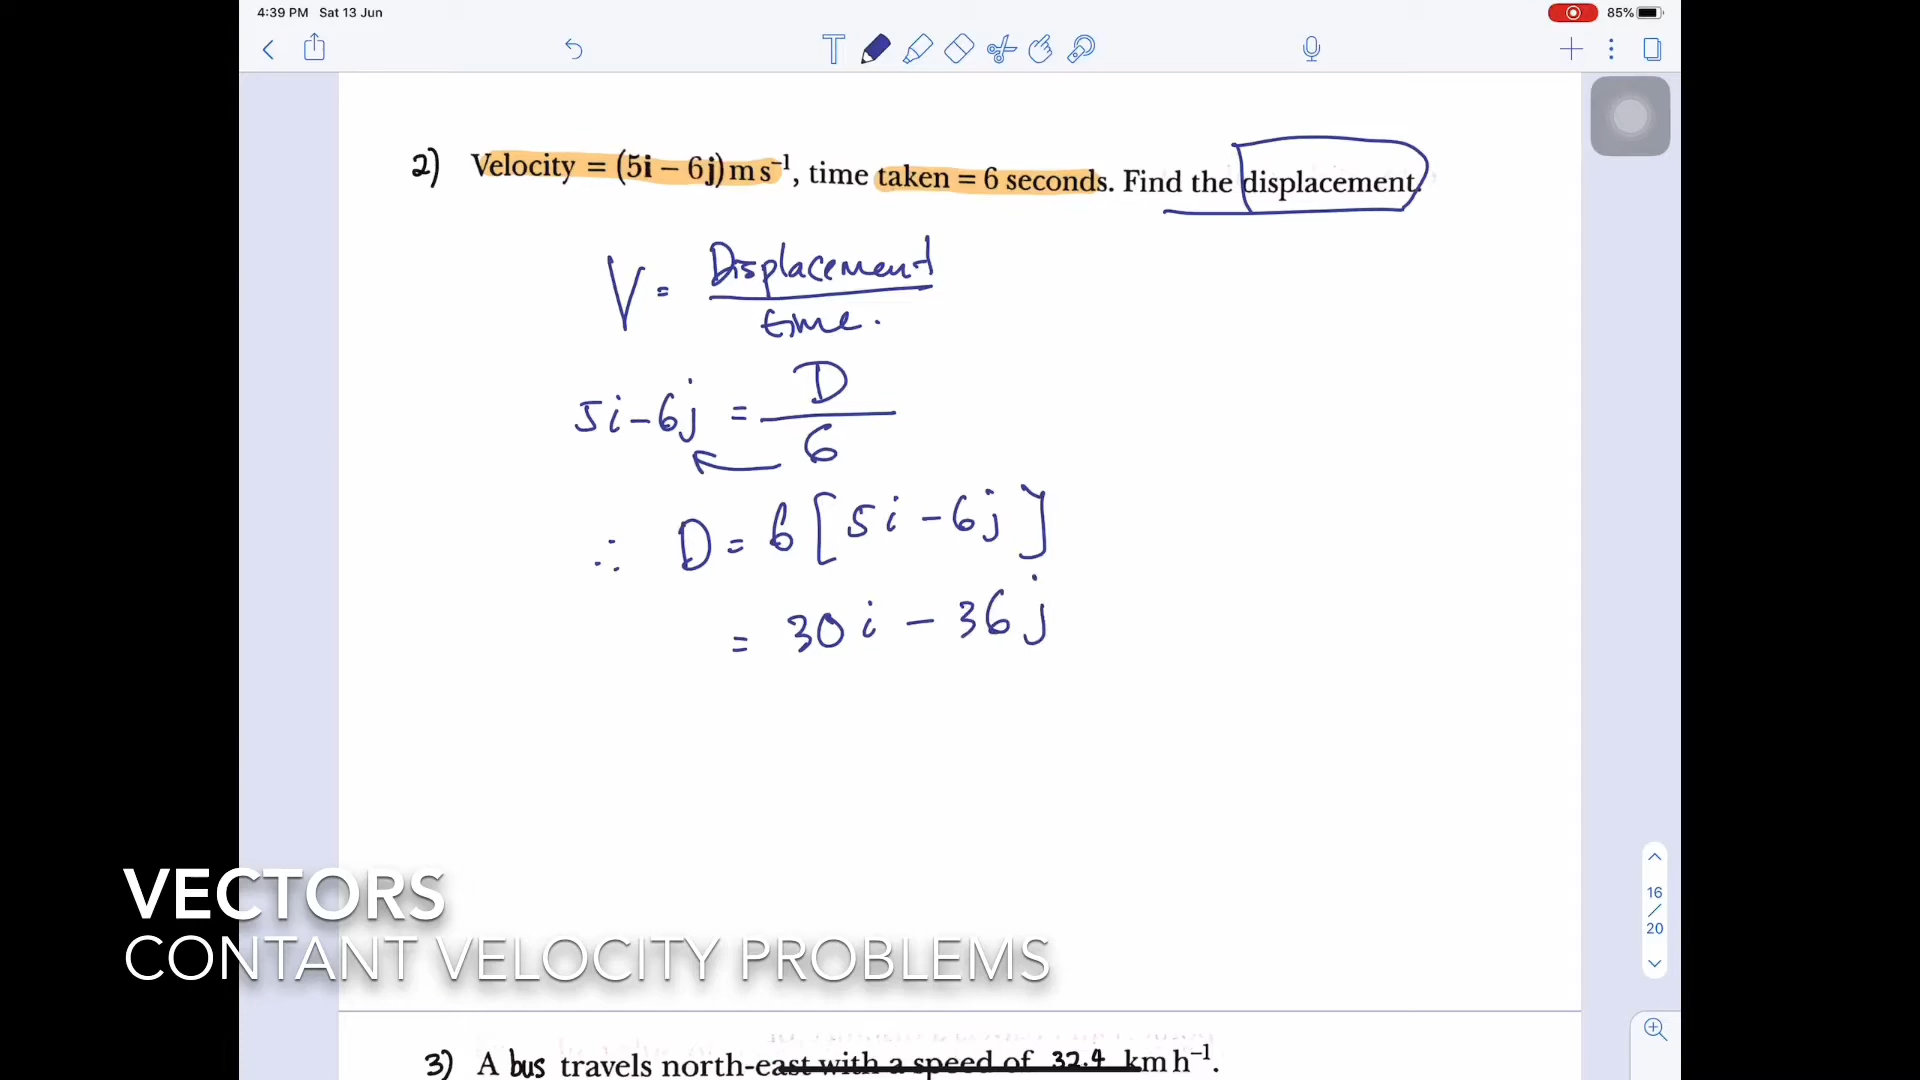 4:39 PM Sat 13 Jun
85%
T
2) Velocity = (5i − 6j) m s⁻¹, time taken = 6 seconds. Find the displacement.
V = Displacement
time.
5i − 6j = D
6
∴ D = 6 [5i − 6j]
= 30i − 36j
16
/
20
VECTORS
CONTANT VELOCITY PROBLEMS
3) A bus travels north-east with a speed of 32.4 km h⁻¹.